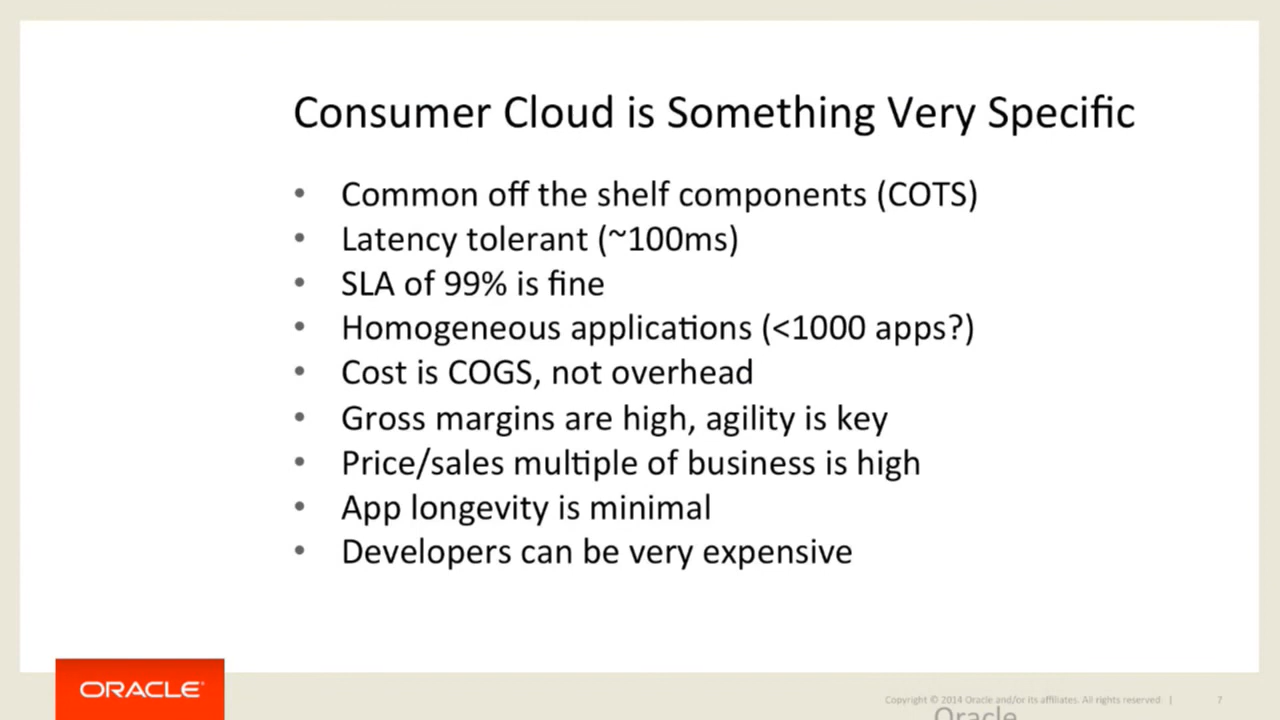 Consumer Cloud is Something Very Specific
• Common off the shelf components (COTS)
• Latency tolerant (~100ms)
• SLA of 99% is fine
• Homogeneous applications (<1000 apps?)
• Cost is COGS, not overhead
• Gross margins are high, agility is key
• Price/sales multiple of business is high
• App longevity is minimal
• Developers can be very expensive
ORACLE®
Copyright © 2014 Oracle and/or its affiliates. All rights reserved. | 7
Oracle